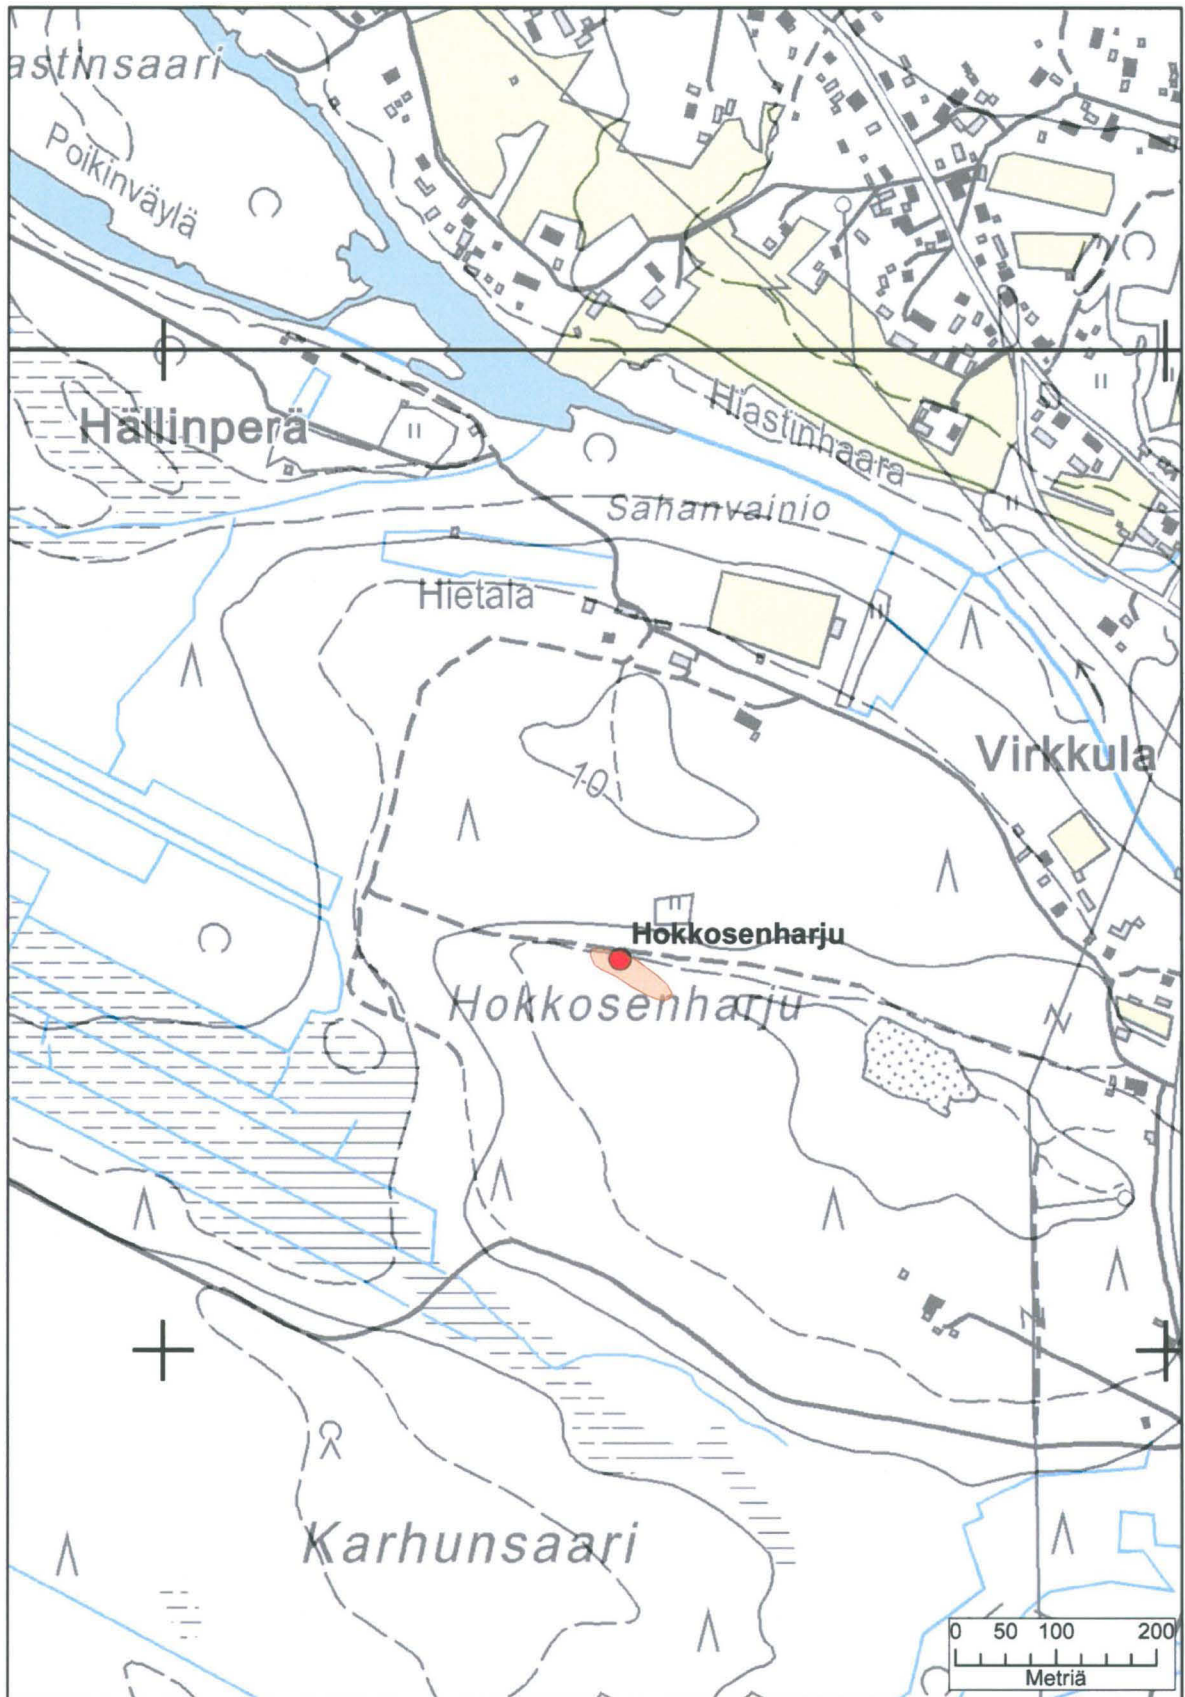 astinsaari
Poikinväylä
Hällinperä
Hiastinhaara
Sahanvainio
Hietala
Virkkula
10
Hokkosenharju
Hokkosenharju
Karhunsaari
0 50 100 200
Metriä